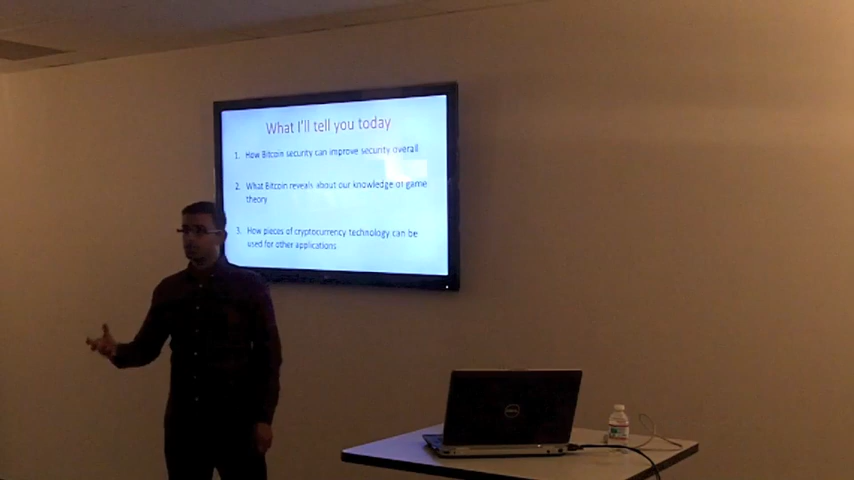 What I'll tell you today
1. How Bitcoin security can improve security overall
2. What Bitcoin reveals about our knowledge of game
theory
3. How pieces of cryptocurrency technology can be
used for other applications
DELL